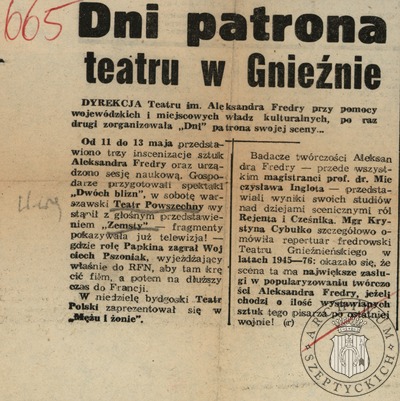 665
Dni patrona
teatru w Gnieźnie
DYREKCJA Teatru im. Aleksandra Fredry przy pomocy
wojewódzkich i miejscowych władz kulturalnych, po raz
drugi zorganizowała „Dni” patrona swojej sceny...
Od 11 do 13 maja przedsta-
wiono trzy inscenizacje sztuk
Aleksandra Fredry oraz urzą-
dzono sesję naukową. Gospo-
darze przygotowali spektakl
„Dwóch blizn”, w sobotę war-
szawski Teatr Powszechny wy
stąpił z głośnym przedstawie-
niem „Zemsty” — fragmenty
pokazywała już telewizja! —
gdzie rolę Papkina zagrał Woj
ciech Pszoniak, wyjeżdżający
właśnie do RFN, aby tam krę
cić film, a potem na dłuższy
czas do Francji.
W niedzielę bydgoski Teatr
Polski zaprezentował się w
„Mężu i żonie”.
Badacze twórczości Aleksan
dra Fredry — przede wszyst-
kim magistranci prof. dr. Mie
czysława Inglota — przedsta-
wiali wyniki swoich studiów
nad dziejami scenicznymi ról
Rejenta i Cześnika. Mgr Kry-
styna Cybulko szczegółowo o-
mówiła repertuar fredrowski
Teatru Gnieźnieńskiego w
latach 1945—76: okazało się, że
scena ta ma największe zasłu-
gi w popularyzowaniu twórczo
ści Aleksandra Fredry, jeżeli
chodzi o ilość wystawianych
sztuk tego pisarza po ostatniej
wojnie! (r)
ARCHIWUM
SZEPTYCKICH